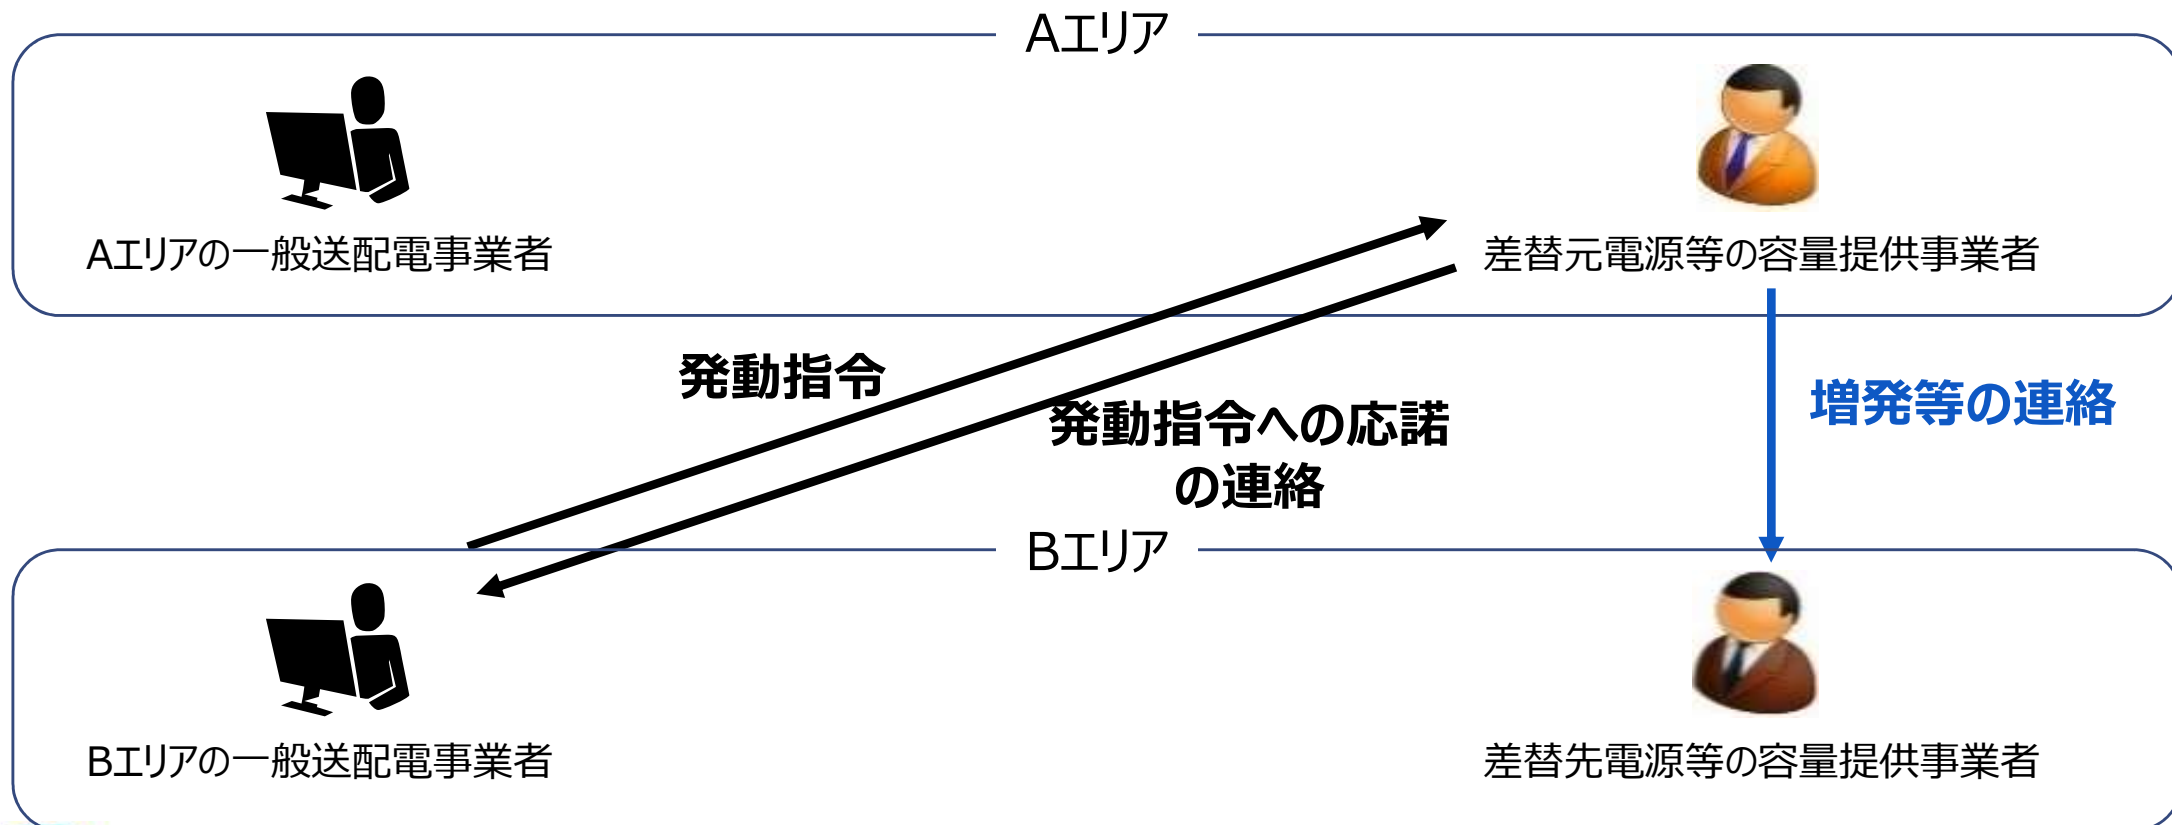 Aエリア
Aエリアの一般送配電事業者
差替元電源等の容量提供事業者
発動指令
発動指令への応諾
の連絡
増発等の連絡
Bエリア
Bエリアの一般送配電事業者
差替先電源等の容量提供事業者